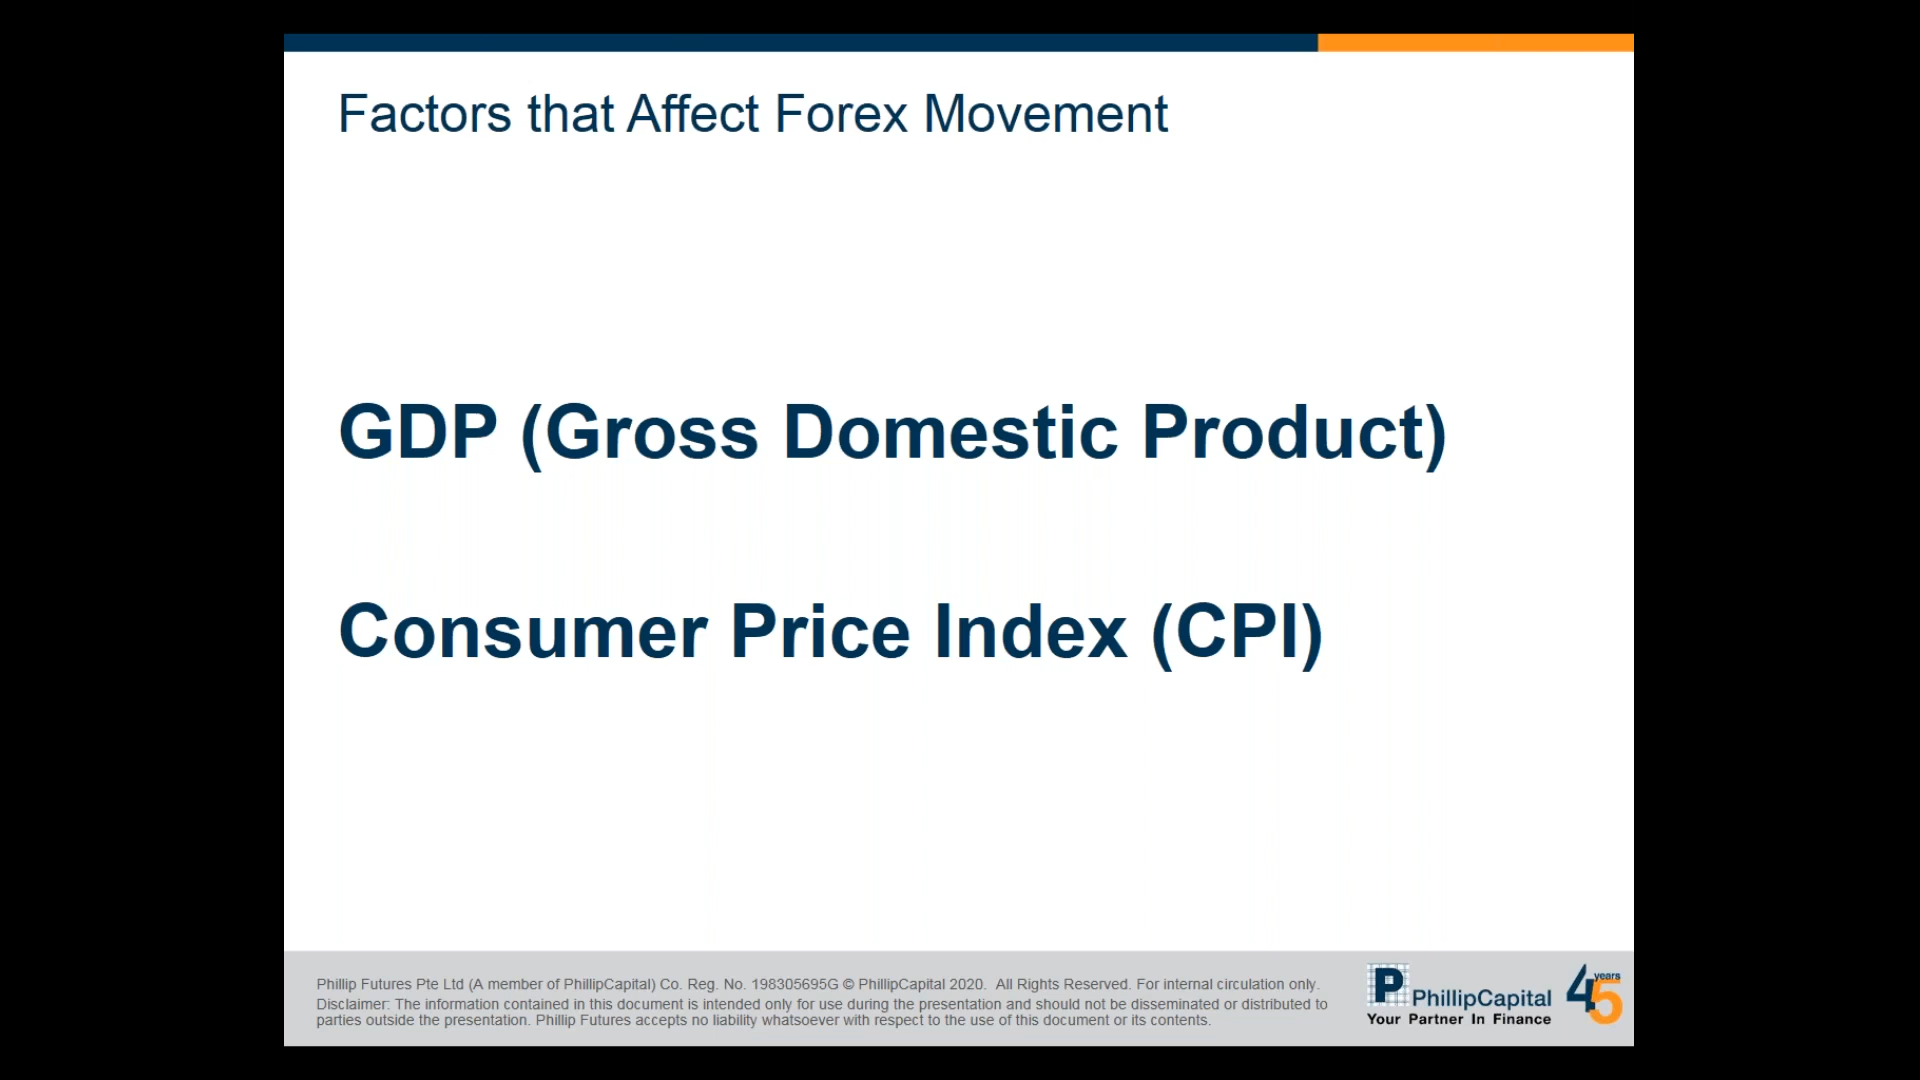 Factors that Affect Forex Movement
GDP (Gross Domestic Product)
Consumer Price Index (CPI)
Phillip Futures Pte Ltd (A member of PhillipCapital) Co. Reg. No. 198305695G © PhillipCapital 2020.  All Rights Reserved. For internal circulation only.
Disclaimer: The information contained in this document is intended only for use during the presentation and should not be disseminated or distributed to
parties outside the presentation. Phillip Futures accepts no liability whatsoever with respect to the use of this document or its contents.
P PhillipCapital
Your Partner In Finance
45 years